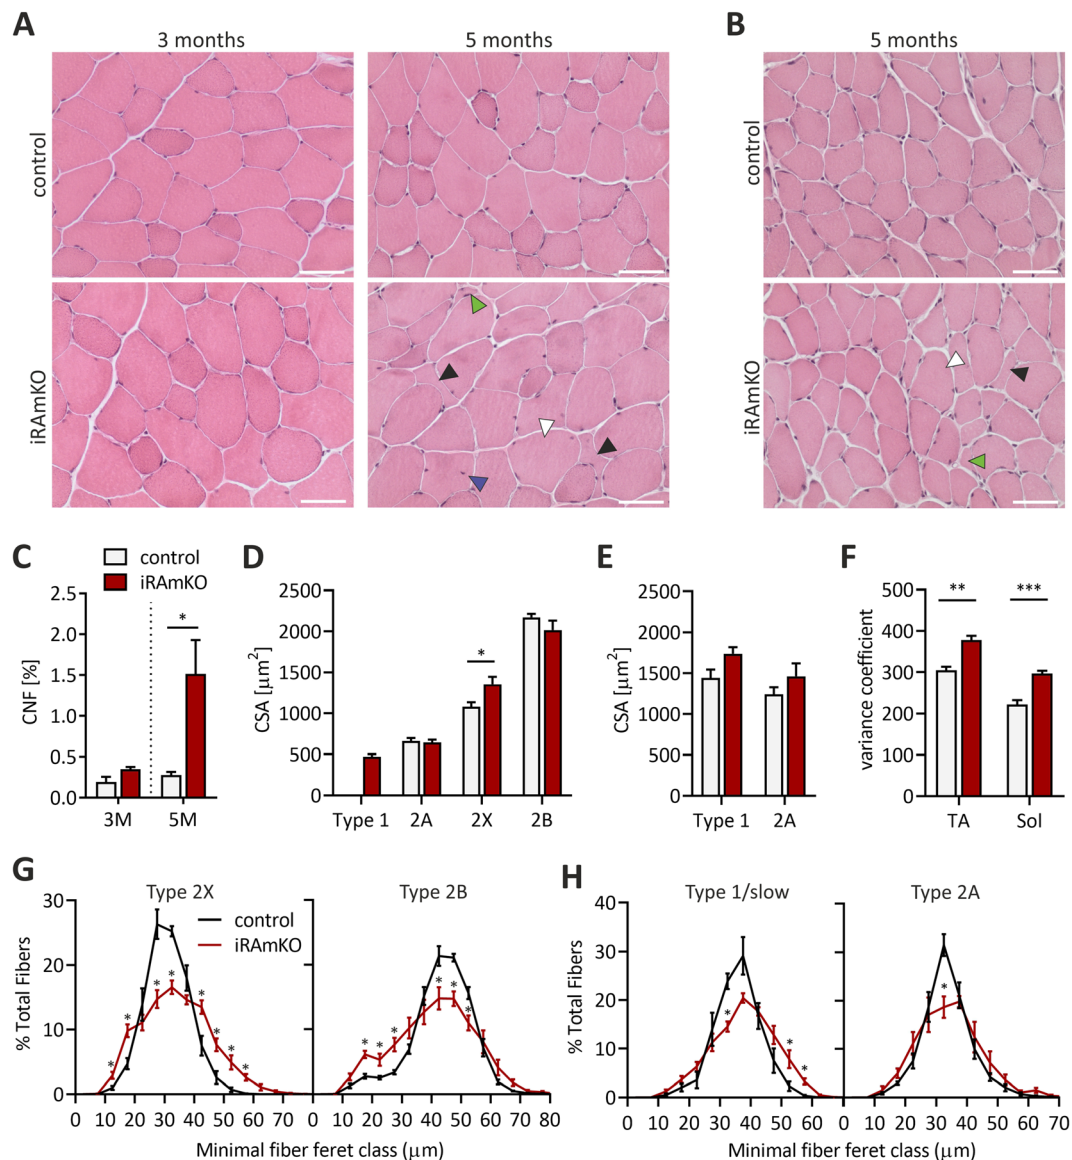 A
3 months
5 months
control
iRAmKO
B
5 months
control
iRAmKO
C
control
iRAmKO
CNF [%]
2.5
2.0
1.5
1.0
0.5
0.0
*
3M
5M
D
CSA [μm²]
2500
2000
1500
1000
500
0
*
Type 1
2A
2X
2B
E
CSA [μm²]
2500
2000
1500
1000
500
0
Type 1
2A
F
variance coefficient
500
400
300
200
100
0
**
***
TA
Sol
G
Type 2X
Type 2B
control
iRAmKO
% Total Fibers
30
20
10
0
* * * * * * * *
* * * * * *
0 10 20 30 40 50 60 70
0 10 20 30 40 50 60 70 80
Minimal fiber feret class (μm)
H
Type 1/slow
Type 2A
% Total Fibers
40
30
20
10
0
* * *
*
0 10 20 30 40 50 60
0 10 20 30 40 50 60 70
Minimal fiber feret class (μm)